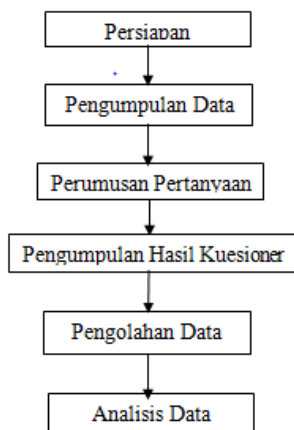 Persiapan
Pengumpulan Data
Perumusan Pertanyaan
Pengumpulan Hasil Kuesioner
Pengolahan Data
Analisis Data